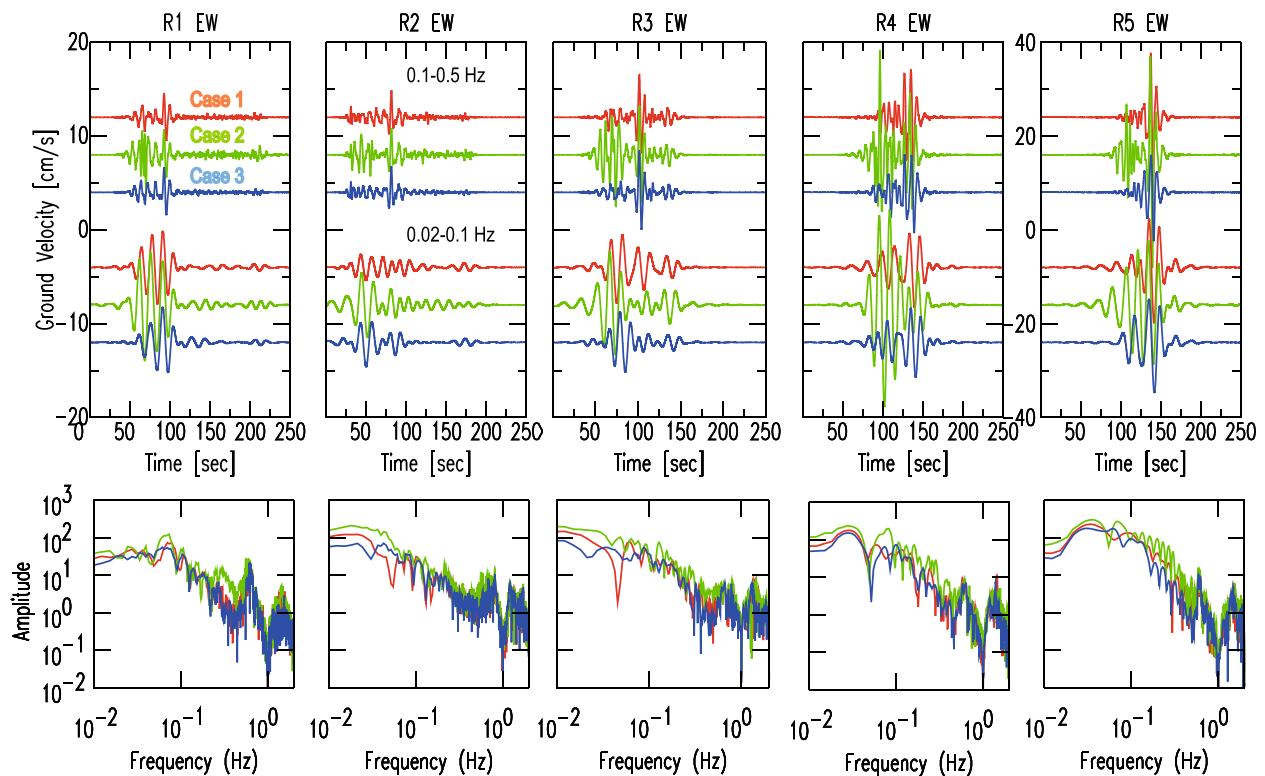 R1 EW R2 EW R3 EW R4 EW R5 EW
20 40
0.1-0.5 Hz
Case 1
10 20
Case 2
Case 3
Ground Velocity [cm/s]
0 0
0.02-0.1 Hz
-10 -20
-20 -40
0 50 100 150 200 250 50 100 150 200 250 50 100 150 200 250 50 100 150 200 250 50 100 150 200 250
Time [sec] Time [sec] Time [sec] Time [sec] Time [sec]
10³
10²
10¹
10⁰
10⁻¹
10⁻²
Amplitude
10⁻² 10⁻¹ 10⁰ 10⁻² 10⁻¹ 10⁰ 10⁻² 10⁻¹ 10⁰ 10⁻² 10⁻¹ 10⁰ 10⁻² 10⁻¹ 10⁰
Frequency (Hz) Frequency (Hz) Frequency (Hz) Frequency (Hz) Frequency (Hz)